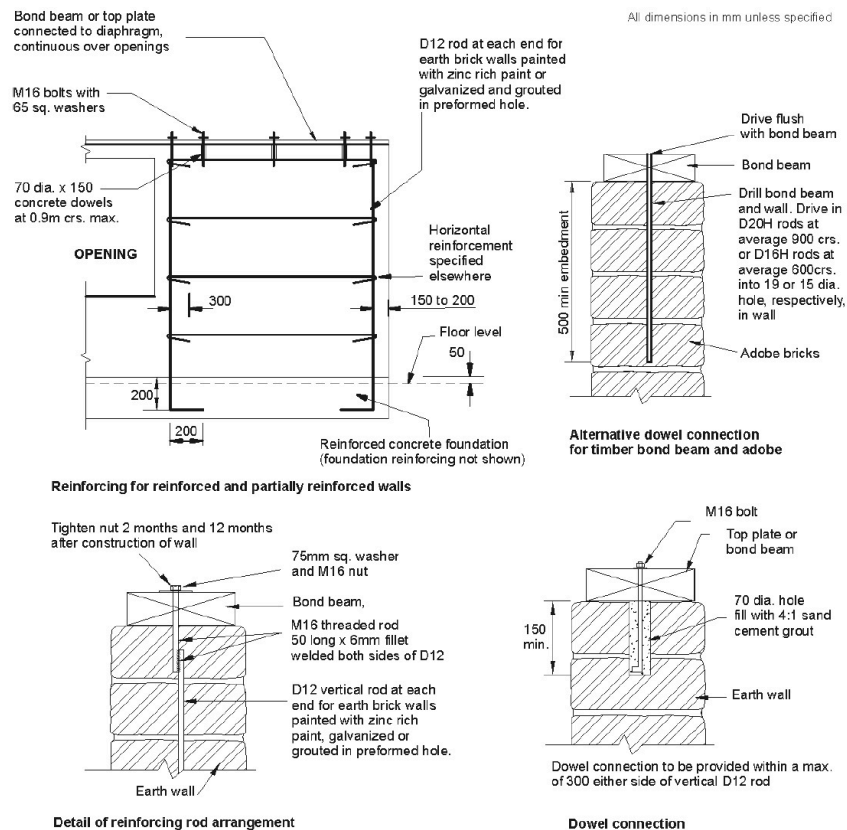 All dimensions in mm unless specified
Bond beam or top plate
connected to diaphragm,
continuous over openings
M16 bolts with
65 sq. washers
70 dia. x 150
concrete dowels
at 0.9m crs. max.
OPENING
D12 rod at each end for
earth brick walls painted
with zinc rich paint or
galvanized and grouted
in preformed hole.
Horizontal
reinforcement
specified
elsewhere
300
150 to 200
Floor level
50
200
200
Reinforced concrete foundation
(foundation reinforcing not shown)
Reinforcing for reinforced and partially reinforced walls
Drive flush
with bond beam
Bond beam
Drill bond beam
and wall. Drive in
D20H rods at
average 900 crs.
or D16H rods at
average 600crs.
into 19 or 15 dia.
hole, respectively,
in wall
500 min embedment
Adobe bricks
Alternative dowel connection
for timber bond beam and adobe
Tighten nut 2 months and 12 months
after construction of wall
75mm sq. washer
and M16 nut
Bond beam,
M16 threaded rod
50 long x 6mm fillet
welded both sides of D12
D12 vertical rod at each
end for earth brick walls
painted with zinc rich
paint, galvanized or
grouted in preformed hole.
Earth wall
Detail of reinforcing rod arrangement
M16 bolt
Top plate or
bond beam
70 dia. hole
fill with 4:1 sand
cement grout
150
min.
Earth wall
Dowel connection to be provided within a max.
of 300 either side of vertical D12 rod
Dowel connection